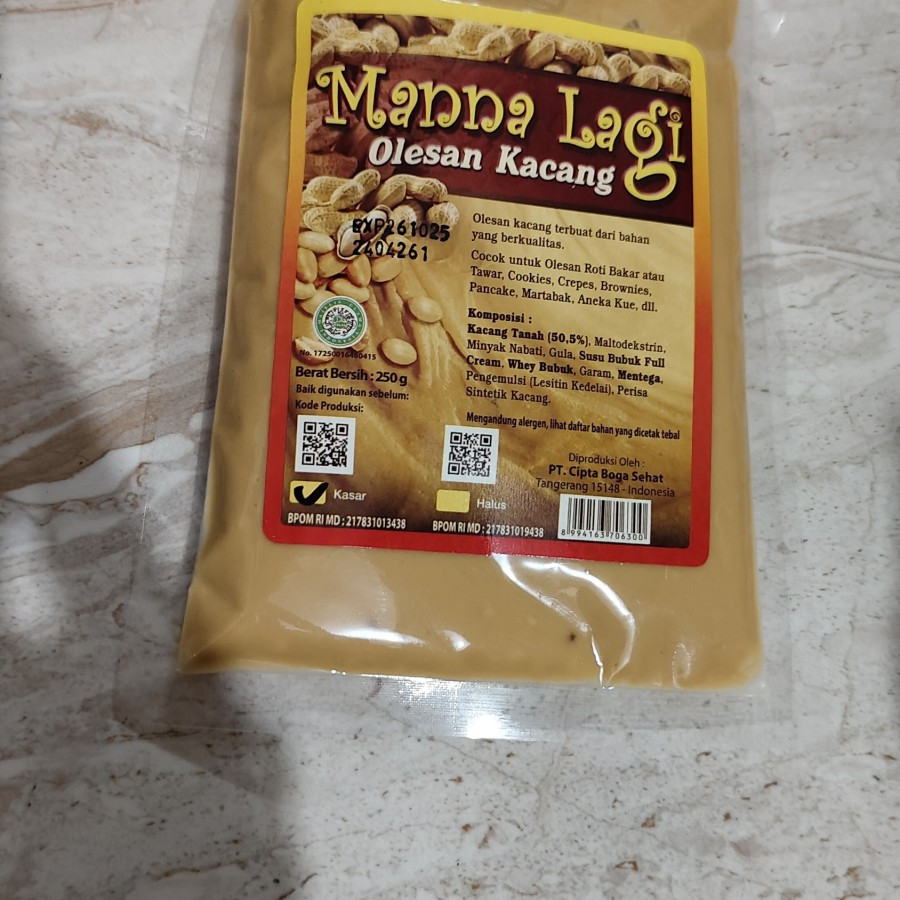 Manna Lagi
Olesan Kacang
EXP261025
2404261
Olesan kacang terbuat dari bahan
yang berkualitas.
Cocok untuk Olesan Roti Bakar atau
Tawar, Cookies, Crepes, Brownies,
Pancake, Martabak, Aneka Kue, dll.
Komposisi :
Kacang Tanah (50,5%), Maltodekstrin,
Minyak Nabati, Gula, Susu Bubuk Full
Cream, Whey Bubuk, Garam, Mentega,
Pengemulsi (Lesitin Kedelai), Perisa
Sintetik Kacang.
Mengandung alergen, lihat daftar bahan yang dicetak tebal
No.
Berat Bersih : 250 g
Baik digunakan sebelum:
Kode Produksi:
Kasar
BPOM RI MD : 217831013438
Halus
BPOM RI MD : 217831019438
Diproduksi Oleh :
PT. Cipta Boga Sehat
Tangerang 15148 - Indonesia
8 994163 706300